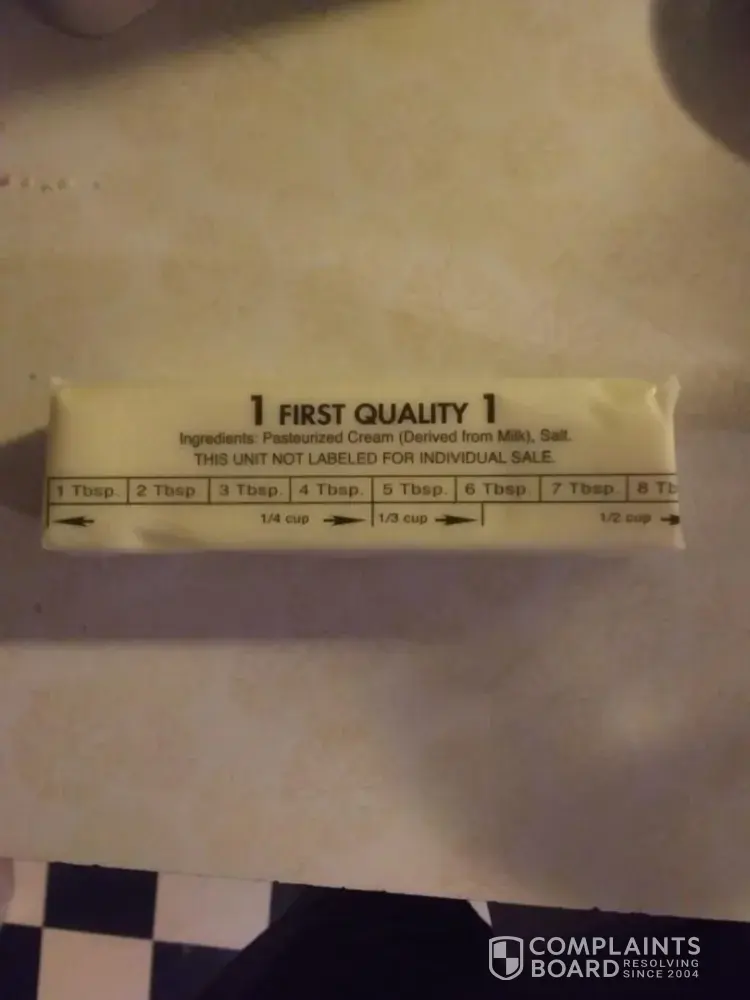 1 FIRST QUALITY 1
Ingredients: Pasteurized Cream (Derived from Milk), Salt.
THIS UNIT NOT LABELED FOR INDIVIDUAL SALE.
1 Tbsp. 2 Tbsp. 3 Tbsp. 4 Tbsp. 5 Tbsp. 6 Tbsp. 7 Tbsp. 8 Tb
1/4 cup 1/3 cup 1/2 cup
COMPLAINTS
BOARD RESOLVING SINCE 2004